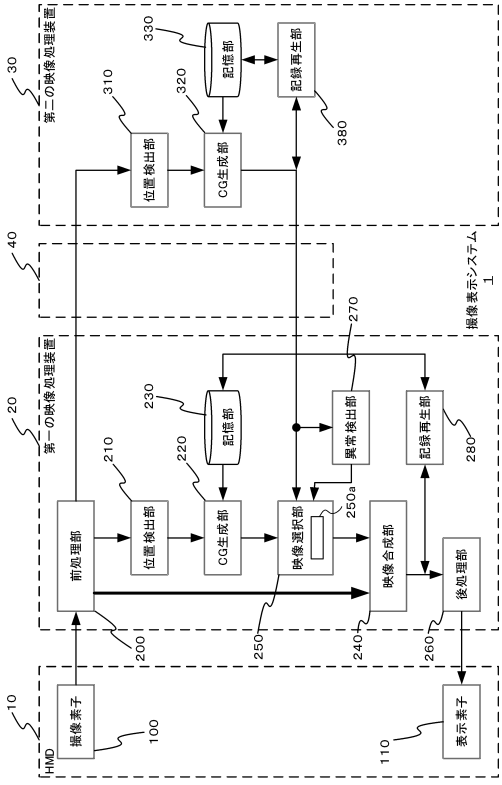 10
HMD
撮像素子
100
表示素子
110
20
第一の映像処理装置
前処理部
200
位置検出部
210
CG生成部
220
記憶部
230
映像選択部
250a
250
異常検出部
270
映像合成部
240
記録再生部
280
後処理部
260
40
30
第二の映像処理装置
位置検出部
310
CG生成部
320
記憶部
330
記録再生部
380
撮像表示システム
1